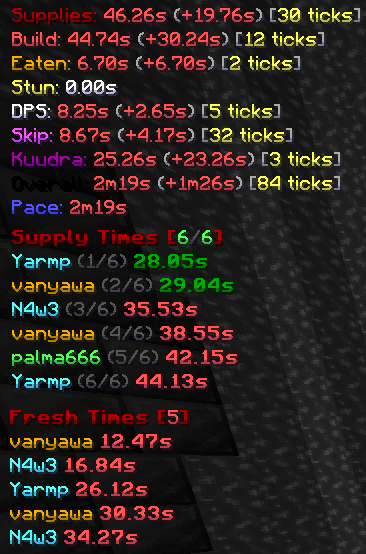 Supplies: 46.26s (+19.76s) [30 ticks]
Build: 44.74s (+30.24s) [12 ticks]
Eaten: 6.70s (+6.70s) [2 ticks]
Stun: 0.00s
DPS: 8.25s (+2.65s) [5 ticks]
Skip: 8.67s (+4.17s) [32 ticks]
Kuudra: 25.26s (+23.26s) [3 ticks]
Overall: 2m19s (+1m26s) [84 ticks]
Pace: 2m19s
Supply Times [6/6]
Yarmp (1/6) 28.05s
vanyawa (2/6) 29.04s
N4w3 (3/6) 35.53s
vanyawa (4/6) 38.55s
palma666 (5/6) 42.15s
Yarmp (6/6) 44.13s
Fresh Times [5]
vanyawa 12.47s
N4w3 16.84s
Yarmp 26.12s
vanyawa 30.33s
N4w3 34.27s